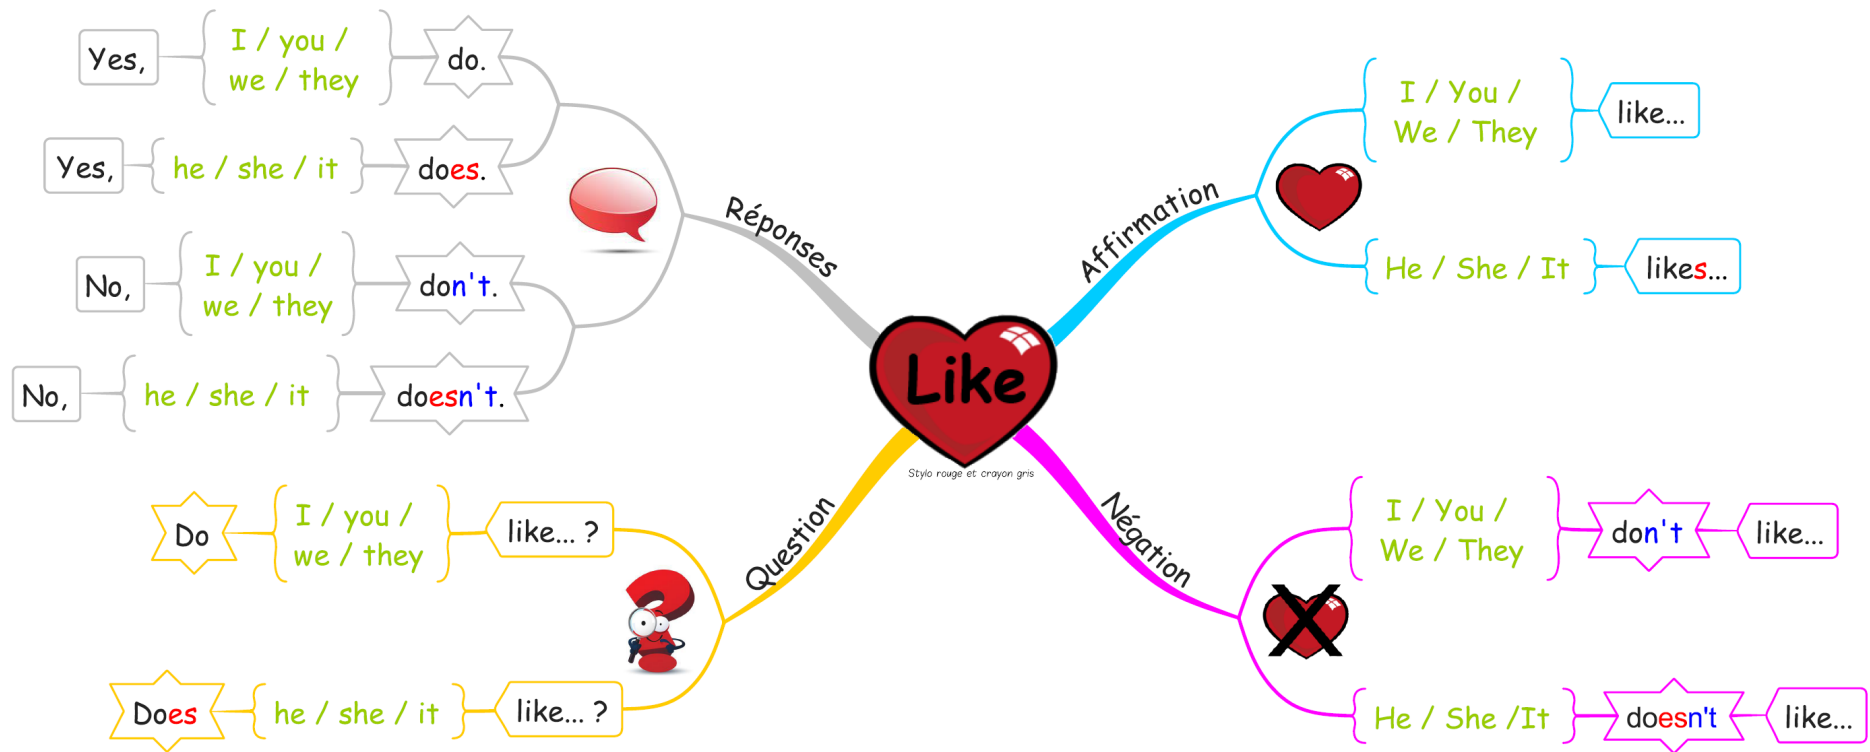 Like
Stylo rouge et crayon gris
Réponses
Yes,
I / you /
we / they
do.
Yes,
he / she / it
does.
No,
I / you /
we / they
don't.
No,
he / she / it
doesn't.
Affirmation
I / You /
We / They
like...
He / She / It
likes...
Question
Do
I / you /
we / they
like... ?
Does
he / she / it
like... ?
Négation
I / You /
We / They
don't
like...
He / She /It
doesn't
like...